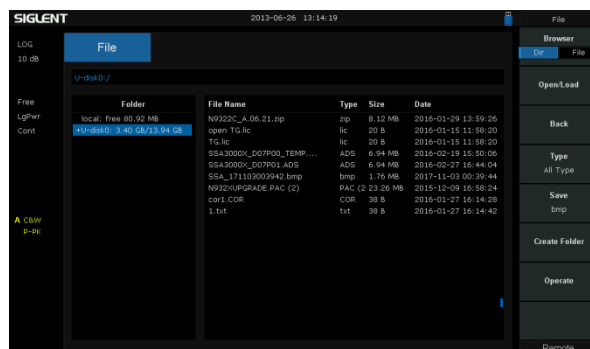 SIGLENT 2013-06-26 13:14:19 File
LOG
10 dB
File
Browser
Dir File
U-disk0:/
Open/Load
Free
LgPwr
Cont
Folder File Name Type Size Date
local: free 80.92 MB N9322C_A.06.21.zip zip 8.12 MB 2016-01-29 13:59:26
+U-disk0: 3.40 GB/13.94 GB open TG.lic lic 20 B 2016-01-15 11:58:20
TG.lic lic 20 B 2016-01-15 11:58:20
SSA3000X_D07P00_TEMP.... ADS 6.94 MB 2016-02-19 15:50:06
SSA3000X_D07P01.ADS ADS 6.94 MB 2016-02-27 16:44:04
SSA_171103003942.bmp bmp 1.76 MB 2017-11-03 00:39:44
N932XUPGRADE.PAC (2) PAC (2 23.26 MB 2015-12-09 16:58:24
cor1.COR COR 38 B 2016-01-27 16:14:28
1.txt txt 38 B 2016-01-27 16:14:42
Back
Type
All Type
Save
bmp
A C&W
P-PK
Create Folder
Operate
Remote